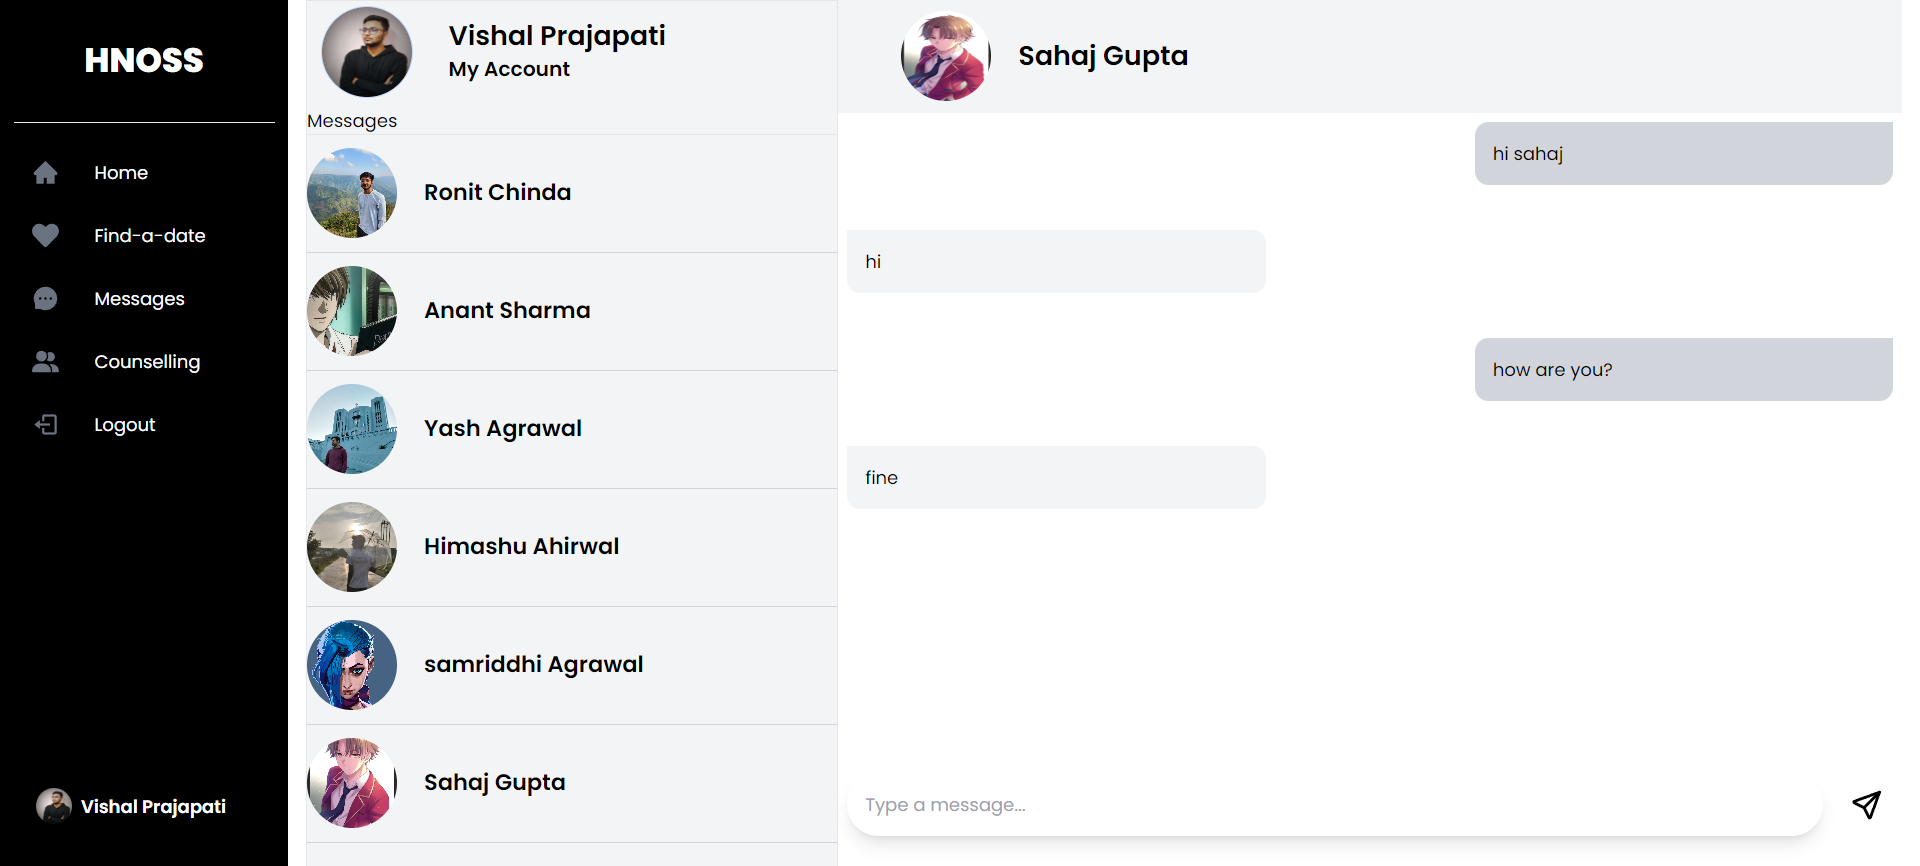 HNOSS
Home
Find-a-date
Messages
Counselling
Logout
Vishal Prajapati
Vishal Prajapati
My Account
Messages
Ronit Chinda
Anant Sharma
Yash Agrawal
Himashu Ahirwal
samriddhi Agrawal
Sahaj Gupta
Sahaj Gupta
hi sahaj
hi
how are you?
fine
Type a message...